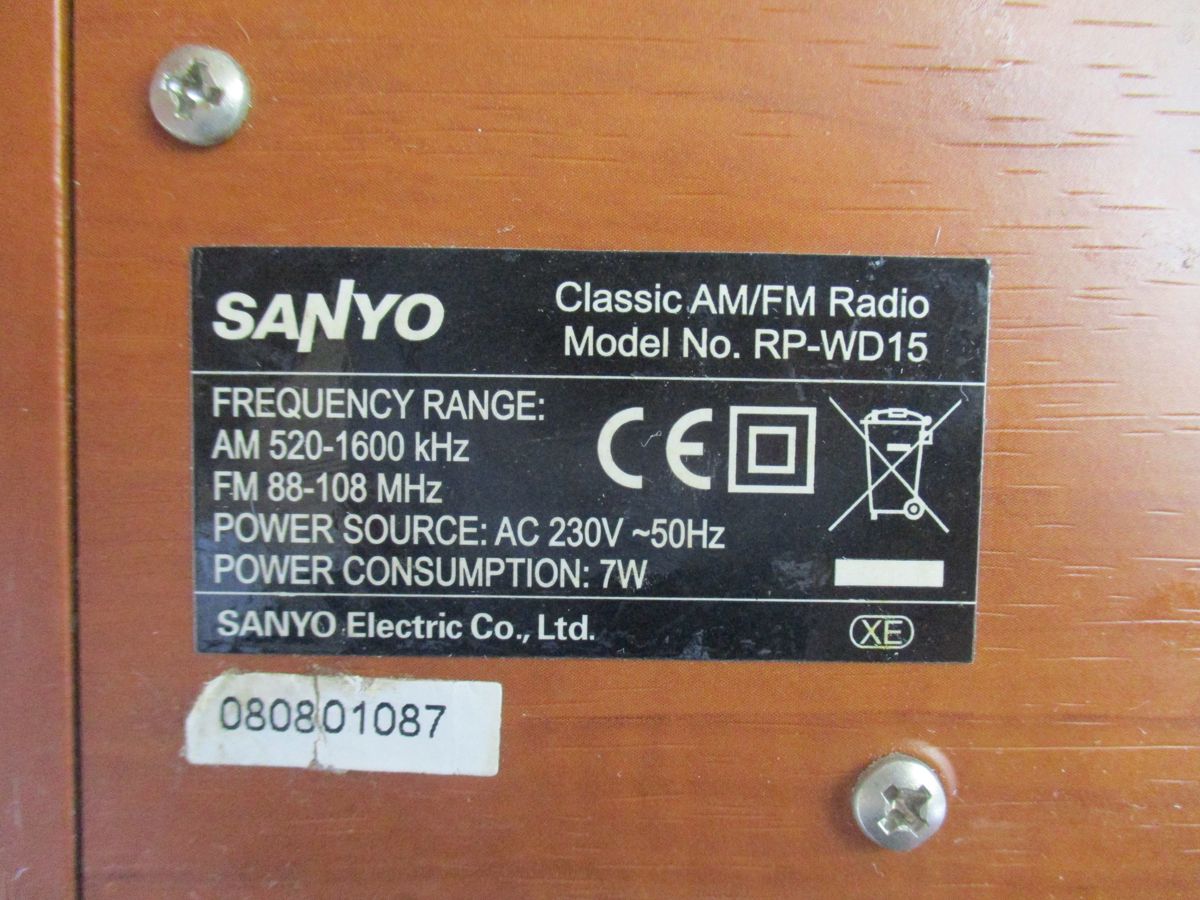 SANYO
Classic AM/FM Radio
Model No. RP-WD15
FREQUENCY RANGE:
AM 520-1600 kHz
FM 88-108 MHz
POWER SOURCE: AC 230V ~50Hz
POWER CONSUMPTION: 7W
CE
SANYO Electric Co., Ltd.
XE
080801087